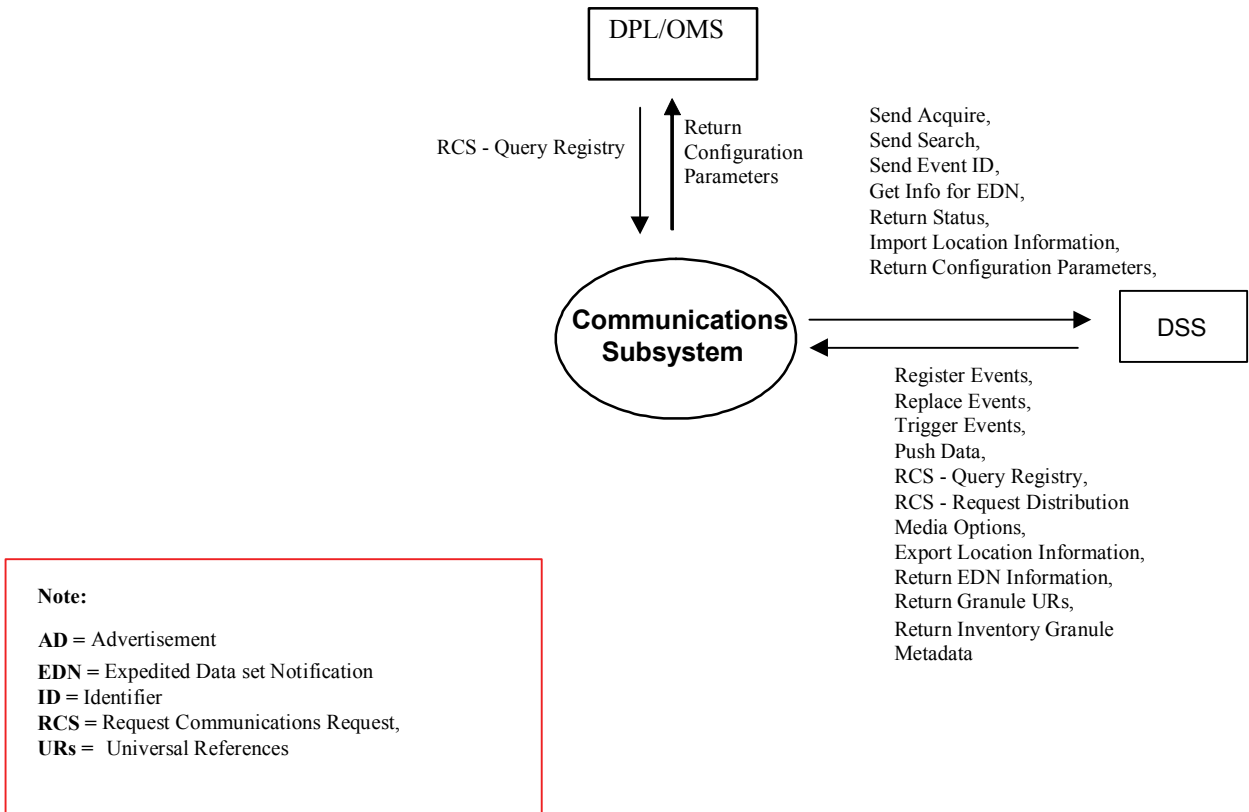 DPL/OMS
RCS - Query Registry
Return
Configuration
Parameters
Send Acquire,
Send Search,
Send Event ID,
Get Info for EDN,
Return Status,
Import Location Information,
Return Configuration Parameters,
Communications
Subsystem
DSS
Register Events,
Replace Events,
Trigger Events,
Push Data,
RCS - Query Registry,
RCS - Request Distribution
Media Options,
Export Location Information,
Return EDN Information,
Return Granule URs,
Return Inventory Granule
Metadata
Note:
AD = Advertisement
EDN = Expedited Data set Notification
ID = Identifier
RCS = Request Communications Request,
URs = Universal References